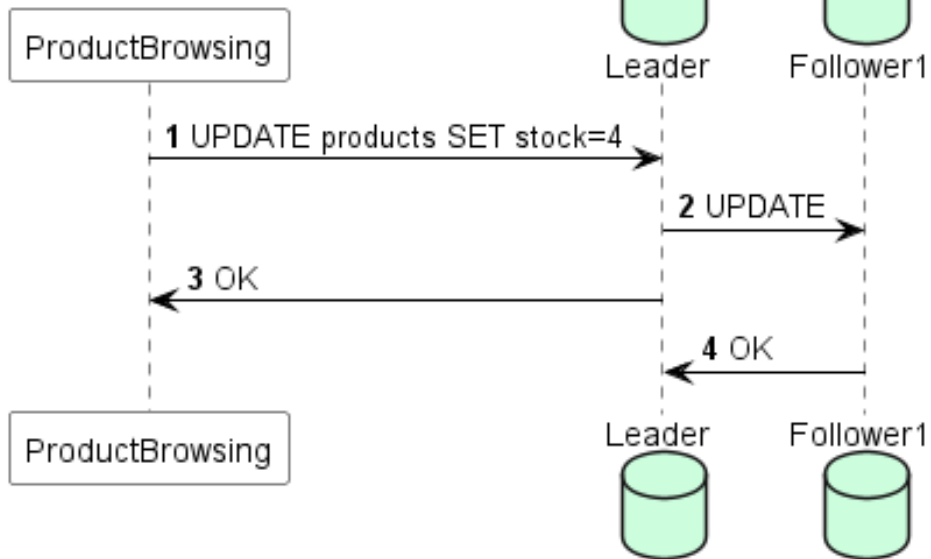 ProductBrowsing
Leader
Follower1
1 UPDATE products SET stock=4
2 UPDATE
3 OK
4 OK
ProductBrowsing
Leader
Follower1